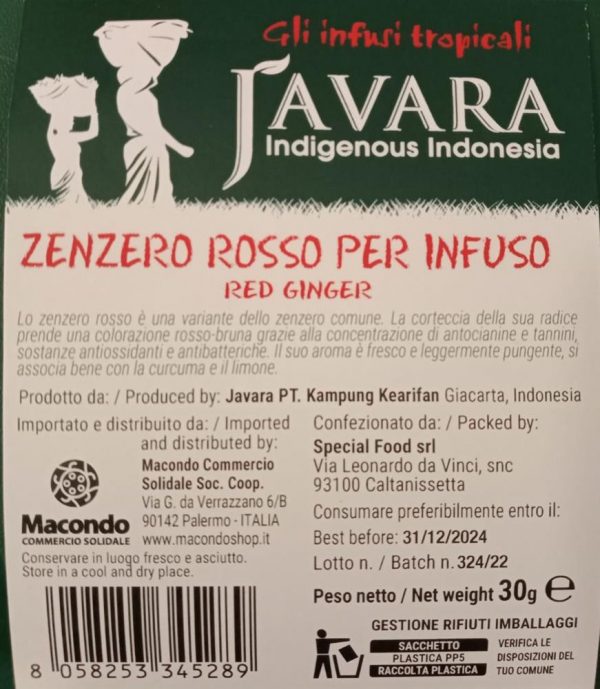 Gli infusi tropicali
JAVARA
Indigenous Indonesia
ZENZERO ROSSO PER INFUSO
RED GINGER
Lo zenzero rosso è una variante dello zenzero comune. La corteccia della sua radice
prende una colorazione rosso-bruna grazie alla concentrazione di antocianine e tannini,
sostanze antiossidanti e antibatteriche. Il suo aroma è fresco e leggermente pungente, si
associa bene con la curcuma e il limone.
Prodotto da: / Produced by: Javara PT. Kampung Kearifan Giacarta, Indonesia
Importato e distribuito da: / Imported
and distributed by:
Macondo Commercio
Solidale Soc. Coop.
Via G. da Verrazzano 6/B
90142 Palermo - ITALIA
www.macondoshop.it
Macondo
COMMERCIO SOLIDALE
Conservare in luogo fresco e asciutto.
Store in a cool and dry place.
8 058253 345289
Confezionato da: / Packed by:
Special Food srl
Via Leonardo da Vinci, snc
93100 Caltanissetta
Consumare preferibilmente entro il:
Best before: 31/12/2024
Lotto n. / Batch n. 324/22
Peso netto / Net weight 30g ℮
GESTIONE RIFIUTI IMBALLAGGI
SACCHETTO
PLASTICA PP5
RACCOLTA PLASTICA
VERIFICA LE
DISPOSIZIONI DEL
TUO COMUNE